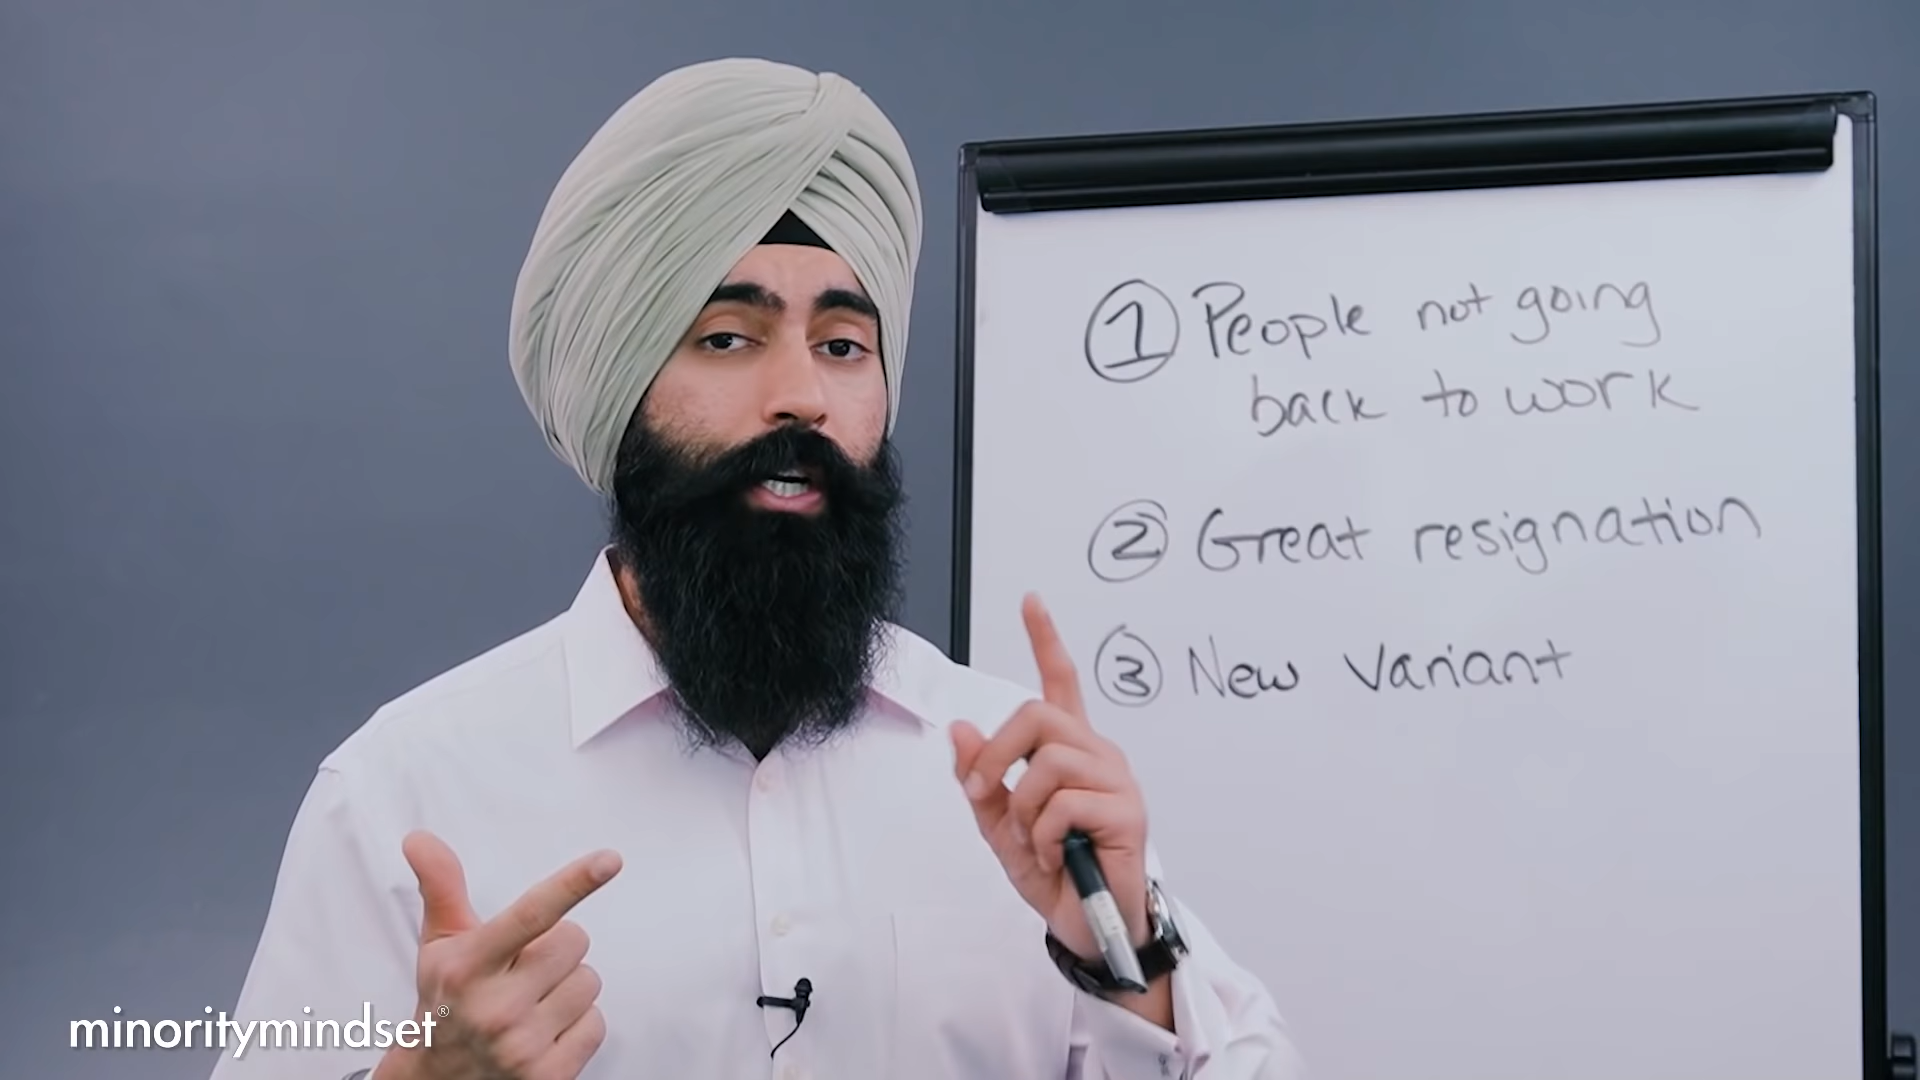 ① People not going
back to work
② Great resignation
③ New variant
minoritymindset®